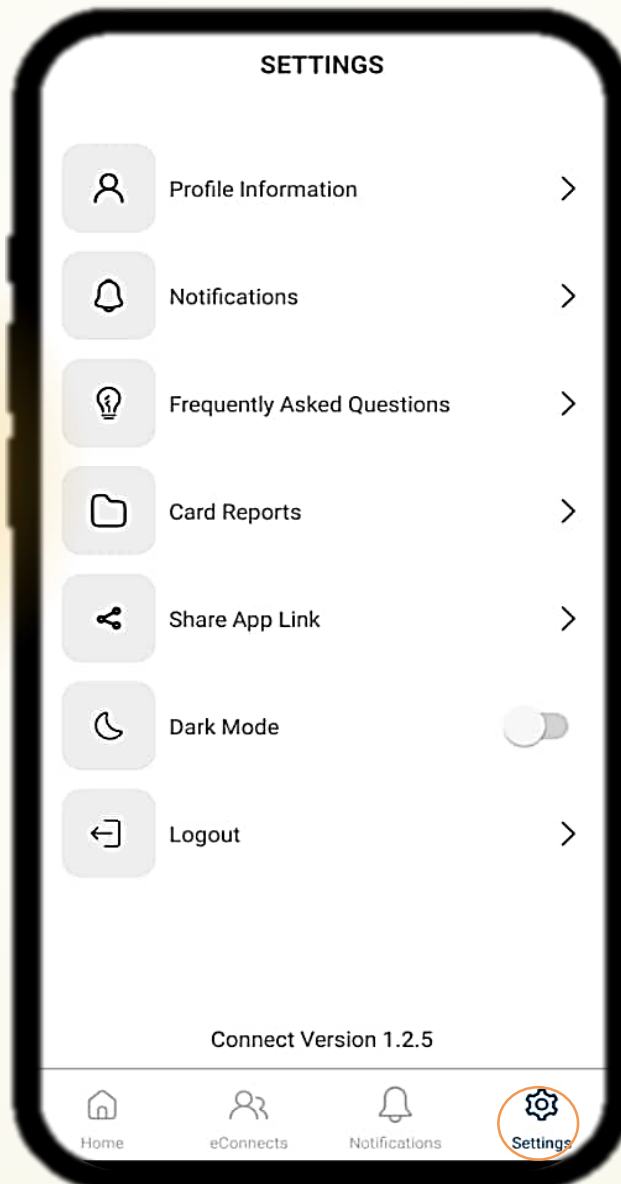 SETTINGS
Profile Information
Notifications
Frequently Asked Questions
Card Reports
Share App Link
Dark Mode
Logout
Connect Version 1.2.5
Home eConnects Notifications Settings